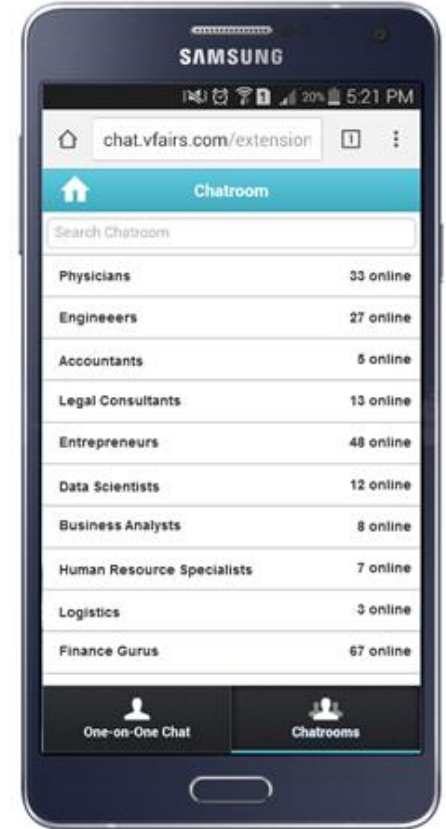 SAMSUNG
20% 5:21 PM
chat.vfairs.com/extension 1
Chatroom
Search Chatroom
Physicians 33 online
Engineeers 27 online
Accountants 5 online
Legal Consultants 13 online
Entrepreneurs 48 online
Data Scientists 12 online
Business Analysts 8 online
Human Resource Specialists 7 online
Logistics 3 online
Finance Gurus 67 online
One-on-One Chat Chatrooms